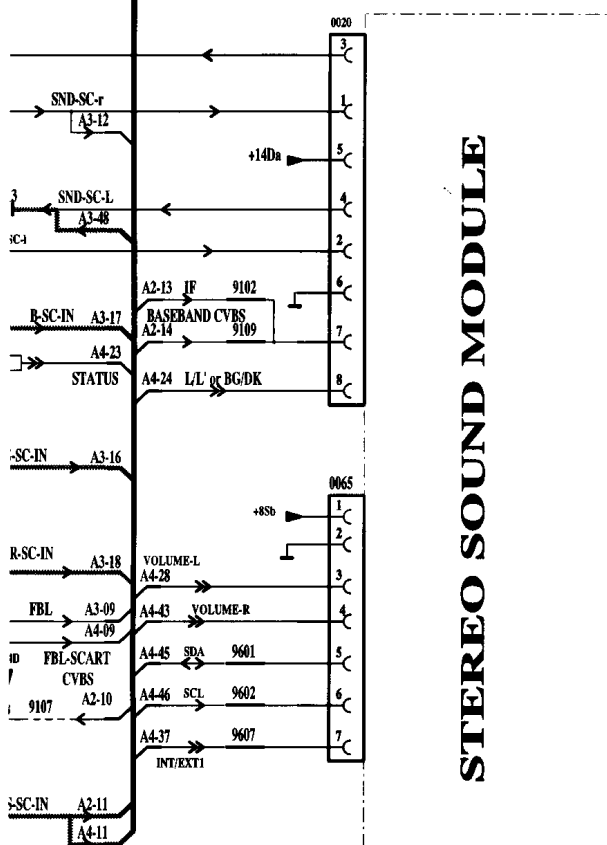 0020
3
SND-SC-r
1
A3-12
+14Da
5
3
SND-SC-L
4
A3-48
SC-l
2
A2-13 IF 9102
6
BASEBAND CVBS
B-SC-IN A3-17
A2-14 9109
7
A4-23
STATUS
A4-24 L/L' or BG/DK
8
-SC-IN A3-16
0065
+8Sb
1
2
R-SC-IN A3-18
VOLUME-L
A4-28
3
FBL A3-09
A4-43 VOLUME-R
4
A4-09
FBL-SCART
CVBS
A4-45 SDA 9601
5
9107 A2-10
A4-46 SCL 9602
6
A4-37 9607
7
INT/EXT1
-SC-IN A2-11
A4-11
STEREO SOUND MODULE